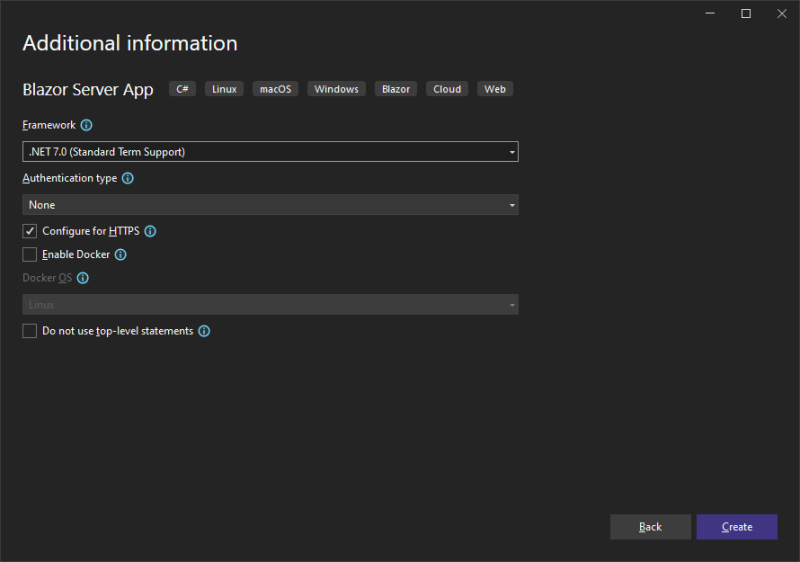 Additional information
Blazor Server App C# Linux macOS Windows Blazor Cloud Web
Framework
.NET 7.0 (Standard Term Support)
Authentication type
None
Configure for HTTPS
Enable Docker
Docker OS
Linux
Do not use top-level statements
Back Create